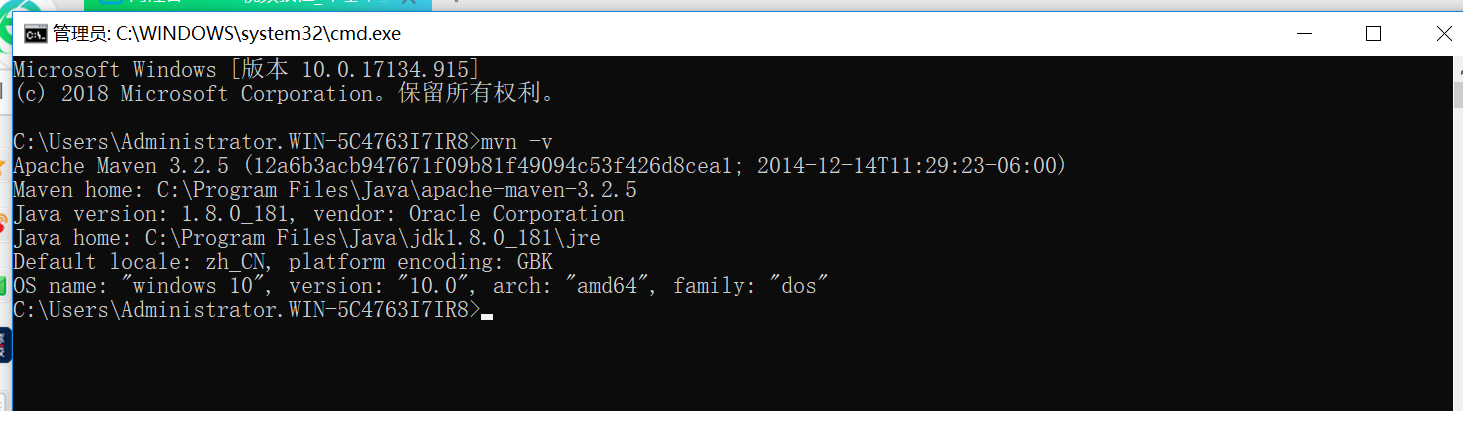 管理员: C:\WINDOWS\system32\cmd.exe
Microsoft Windows [版本 10.0.17134.915]
(c) 2018 Microsoft Corporation。保留所有权利。
C:\Users\Administrator.WIN-5C4763I7IR8>mvn -v
Apache Maven 3.2.5 (12a6b3acb947671f09b81f49094c53f426d8cea1; 2014-12-14T11:29:23-06:00)
Maven home: C:\Program Files\Java\apache-maven-3.2.5
Java version: 1.8.0_181, vendor: Oracle Corporation
Java home: C:\Program Files\Java\jdk1.8.0_181\jre
Default locale: zh_CN, platform encoding: GBK
OS name: "windows 10", version: "10.0", arch: "amd64", family: "dos"
C:\Users\Administrator.WIN-5C4763I7IR8>